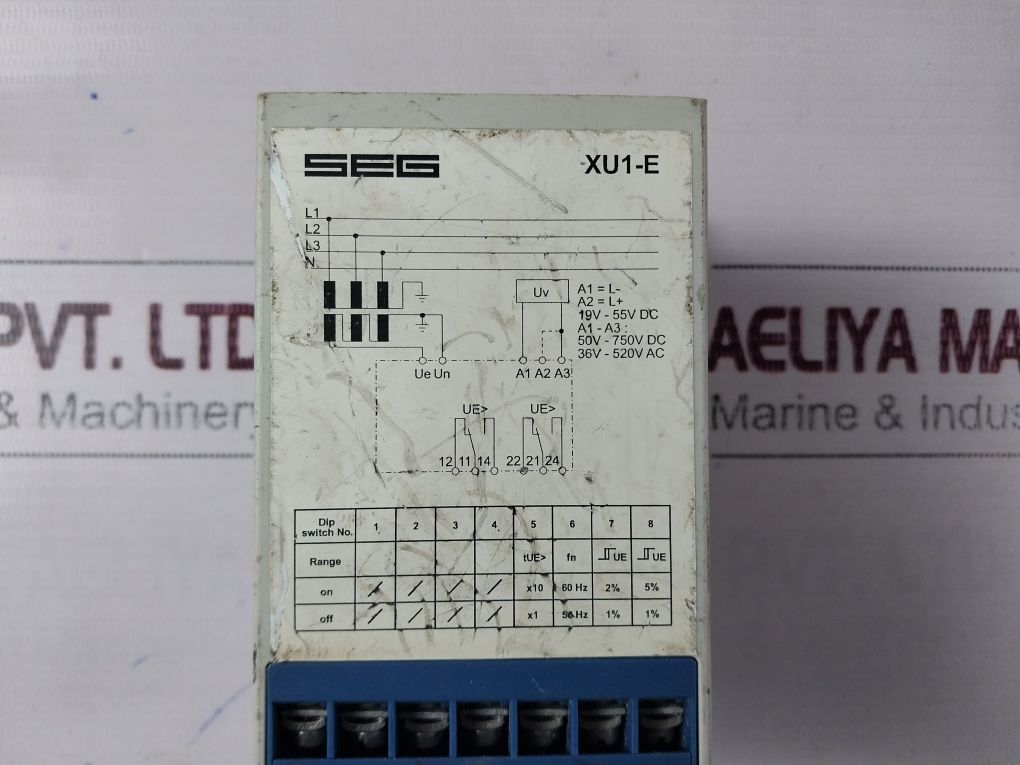 SEG XU1-E
L1
L2
L3
N
Uv
A1 = L-
A2 = L+
19V - 55V DC
A1 - A3 :
50V - 750V DC
36V - 520V AC
Ue Un A1 A2 A3
UE> UE>
12 11 14 22 21 24
Dip switch No. 1 2 3 4 5 6 7 8
Range tUE> fn UE UE
on x10 60 Hz 2% 5%
off x1 50 Hz 1% 1%
PVT. LTD AELIYA MA
& Machinery Marine & Indus